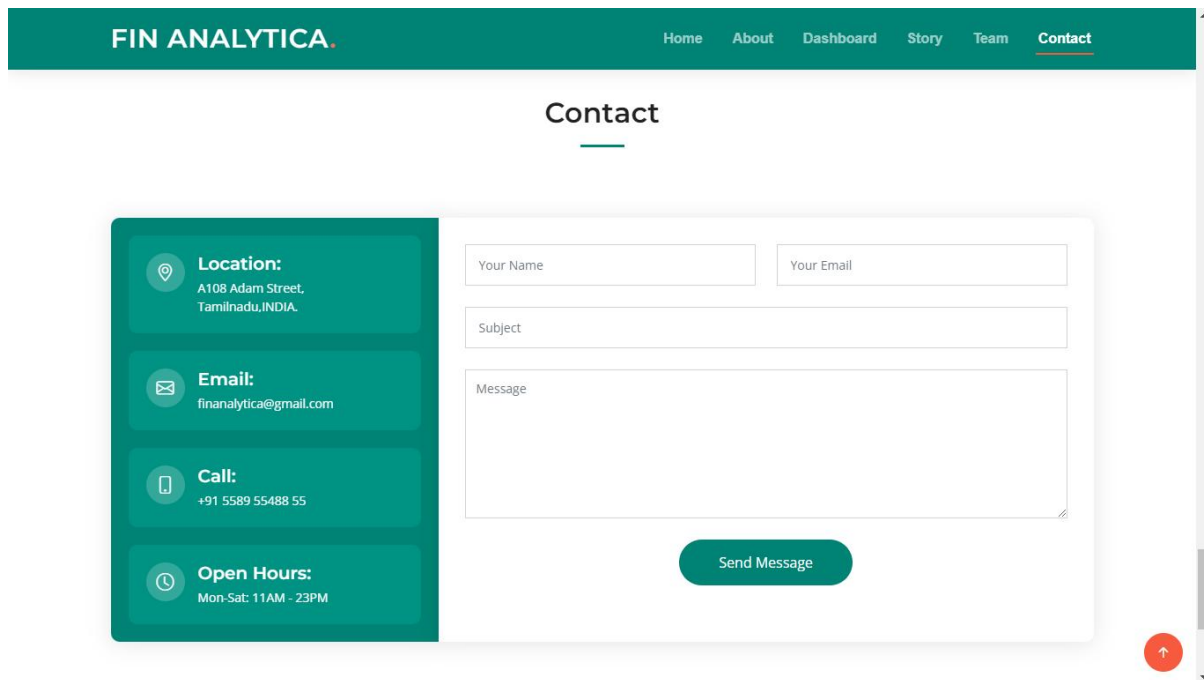 FIN ANALYTICA.
Home About Dashboard Story Team Contact
Contact
Location:
A108 Adam Street,
Tamilnadu,INDIA.
Email:
finanalytica@gmail.com
Call:
+91 5589 55488 55
Open Hours:
Mon-Sat: 11AM - 23PM
Your Name
Your Email
Subject
Message
Send Message